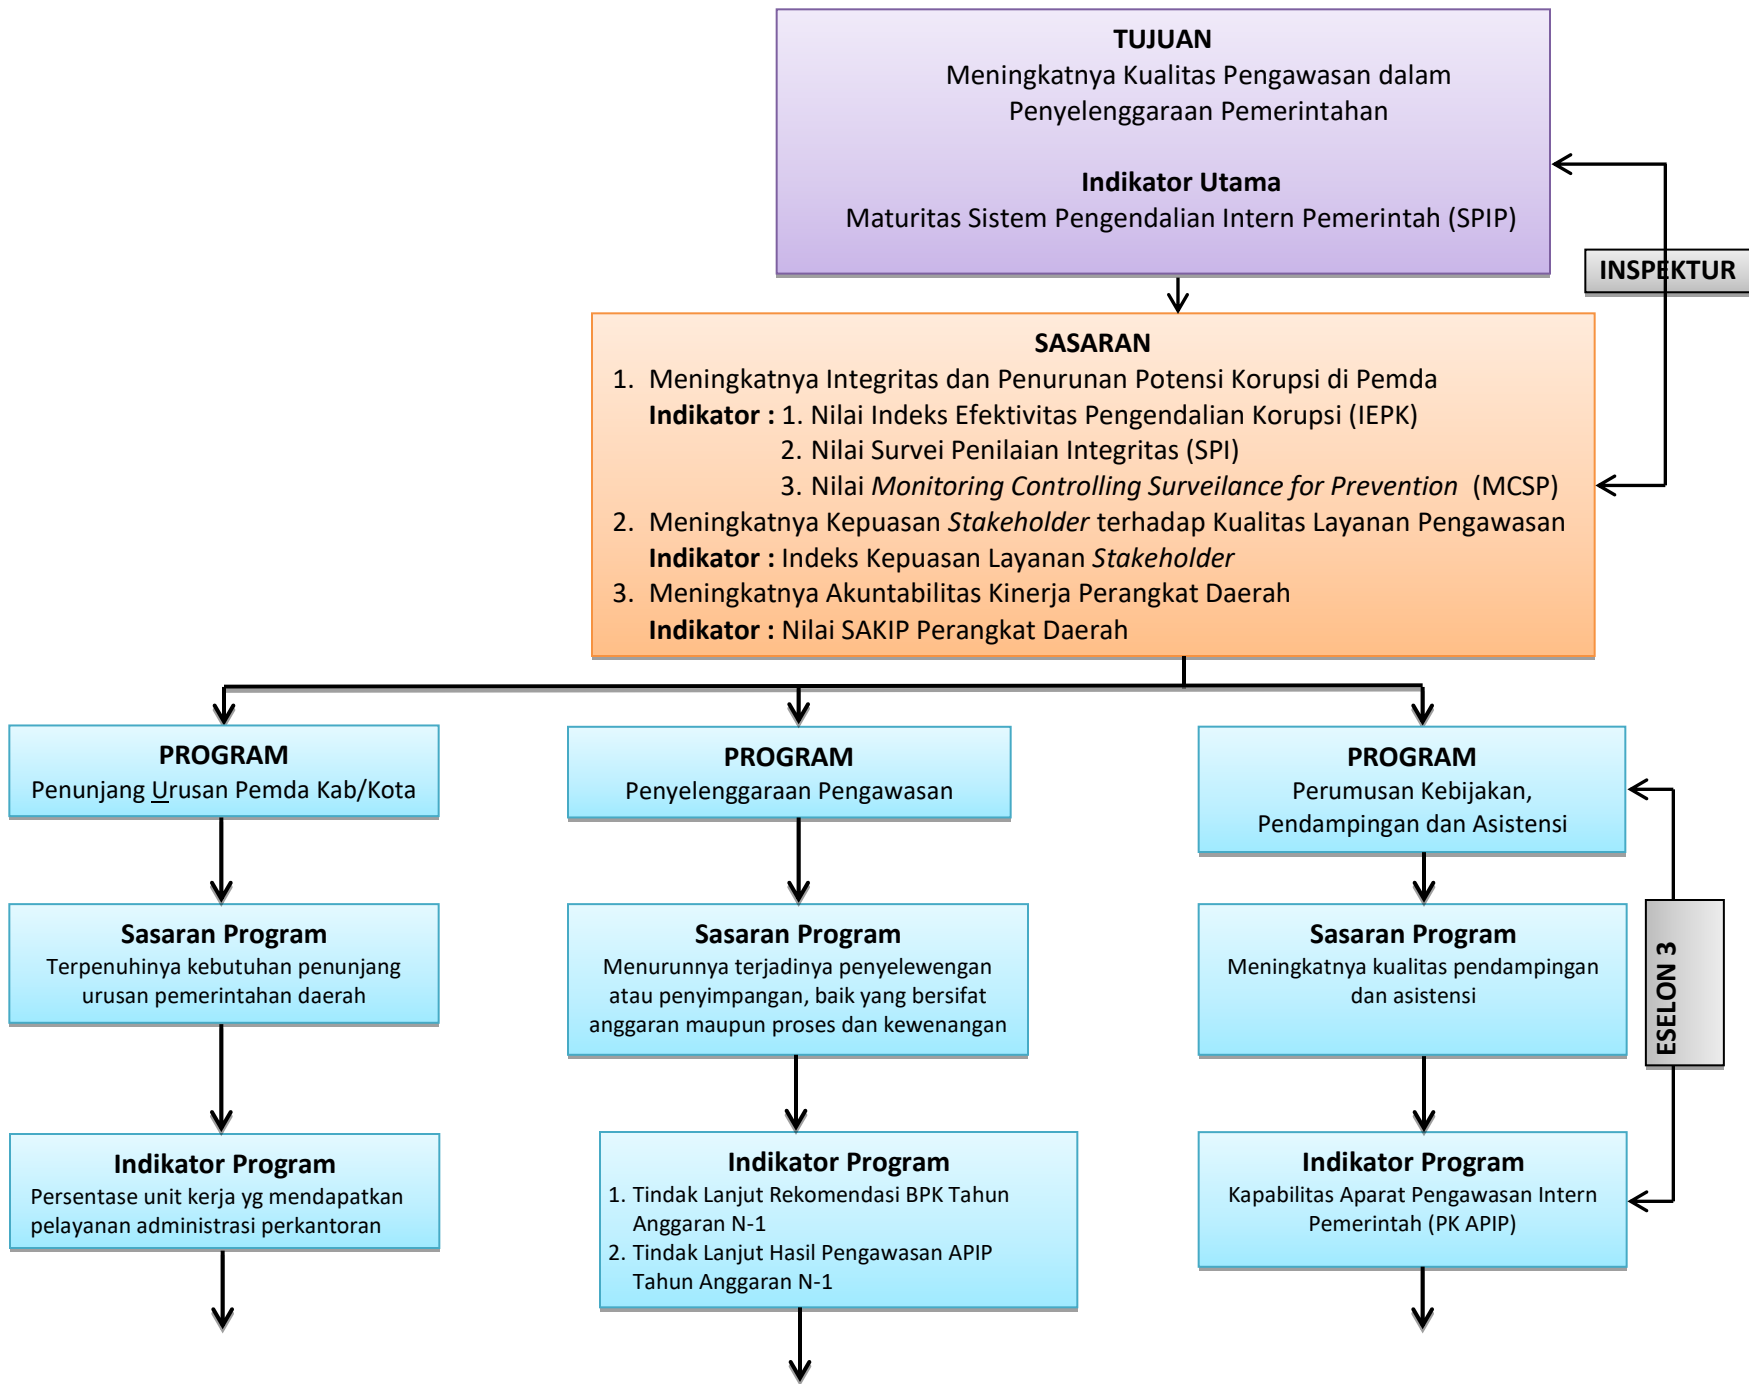 TUJUAN
Meningkatnya Kualitas Pengawasan dalam
Penyelenggaraan Pemerintahan
Indikator Utama
Maturitas Sistem Pengendalian Intern Pemerintah (SPIP)
INSPEKTUR
SASARAN
1. Meningkatnya Integritas dan Penurunan Potensi Korupsi di Pemda
Indikator : 1. Nilai Indeks Efektivitas Pengendalian Korupsi (IEPK)
2. Nilai Survei Penilaian Integritas (SPI)
3. Nilai Monitoring Controlling Surveilance for Prevention (MCSP)
2. Meningkatnya Kepuasan Stakeholder terhadap Kualitas Layanan Pengawasan
Indikator : Indeks Kepuasan Layanan Stakeholder
3. Meningkatnya Akuntabilitas Kinerja Perangkat Daerah
Indikator : Nilai SAKIP Perangkat Daerah
PROGRAM
Penunjang Urusan Pemda Kab/Kota
Sasaran Program
Terpenuhinya kebutuhan penunjang
urusan pemerintahan daerah
Indikator Program
Persentase unit kerja yg mendapatkan
pelayanan administrasi perkantoran
PROGRAM
Penyelenggaraan Pengawasan
Sasaran Program
Menurunnya terjadinya penyelewengan
atau penyimpangan, baik yang bersifat
anggaran maupun proses dan kewenangan
Indikator Program
1. Tindak Lanjut Rekomendasi BPK Tahun
Anggaran N-1
2. Tindak Lanjut Hasil Pengawasan APIP
Tahun Anggaran N-1
PROGRAM
Perumusan Kebijakan,
Pendampingan dan Asistensi
Sasaran Program
Meningkatnya kualitas pendampingan
dan asistensi
Indikator Program
Kapabilitas Aparat Pengawasan Intern
Pemerintah (PK APIP)
ESELON 3